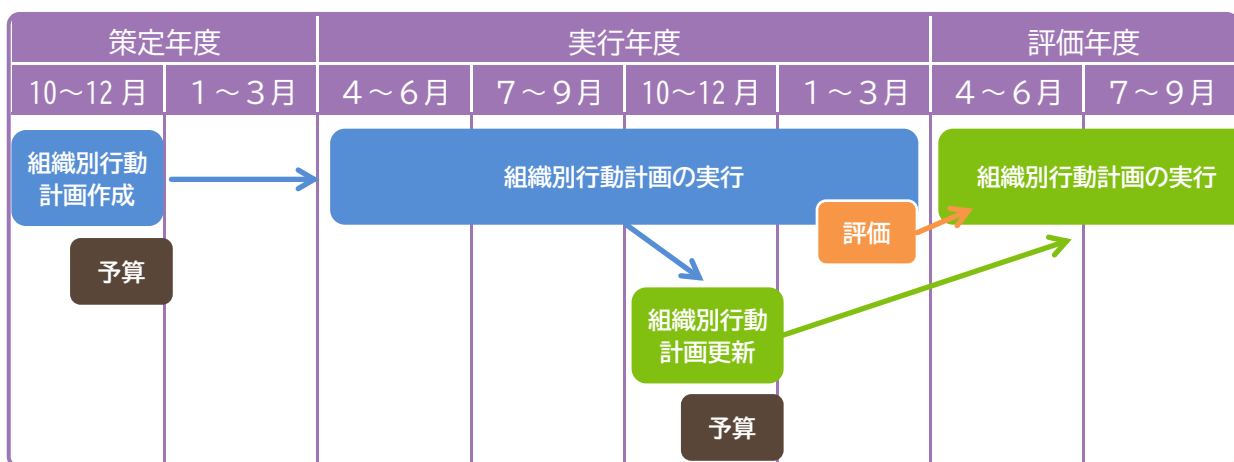 策定年度 実行年度 評価年度
10～12月 １～３月 ４～６月 ７～９月 10～12月 １～３月 ４～６月 ７～９月
組織別行動
計画作成
組織別行動計画の実行
組織別行動計画の実行
評価
予算
組織別行動
計画更新
予算